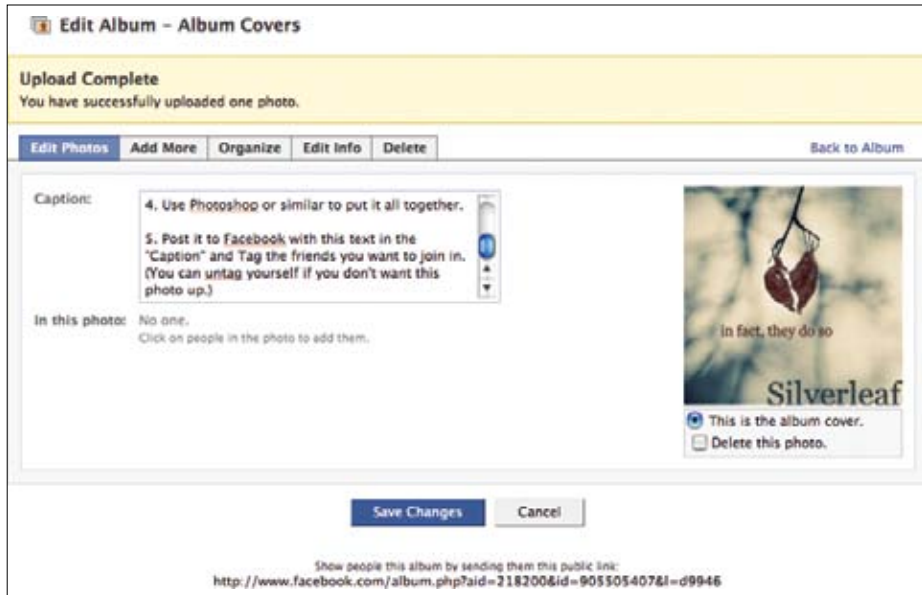 Edit Album – Album Covers
Upload Complete
You have successfully uploaded one photo.
Edit Photos Add More Organize Edit Info Delete Back to Album
Caption:
4. Use Photoshop or similar to put it all together.
5. Post it to Facebook with this text in the
"Caption" and Tag the friends you want to join in.
(You can untag yourself if you don't want this
photo up.)
In this photo: No one.
Click on people in the photo to add them.
in fact, they do so
Silverleaf
This is the album cover.
Delete this photo.
Save Changes Cancel
Show people this album by sending them this public link:
http://www.facebook.com/album.php?aid=218200&id=905505407&l=d9946